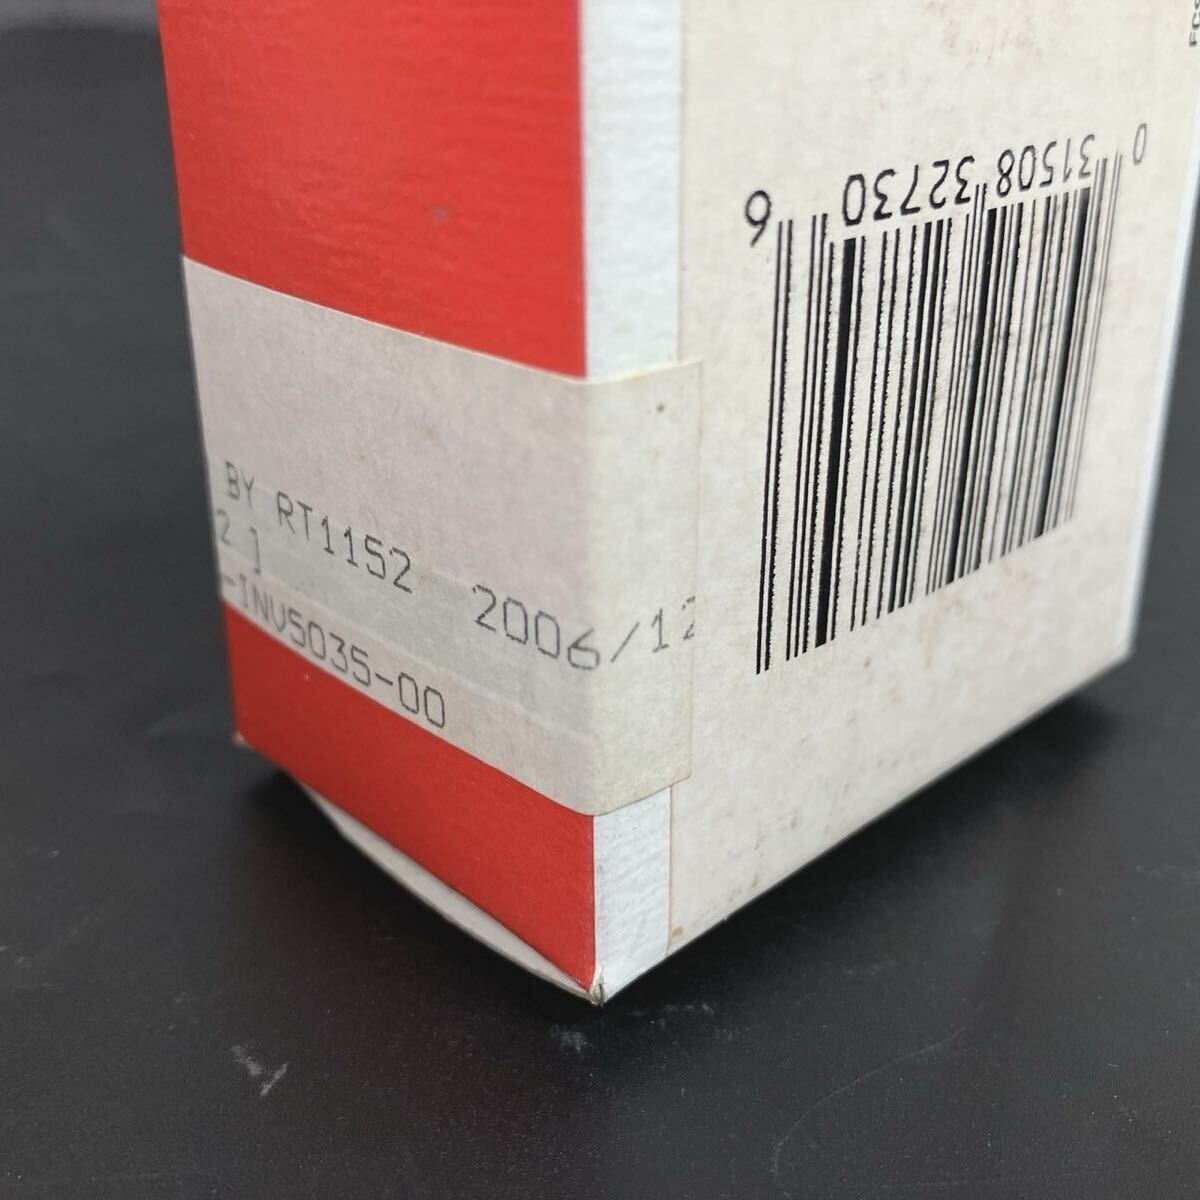 BY RT1152 2006/12
2 ]
-INV5035-00
0 31508 32730 6